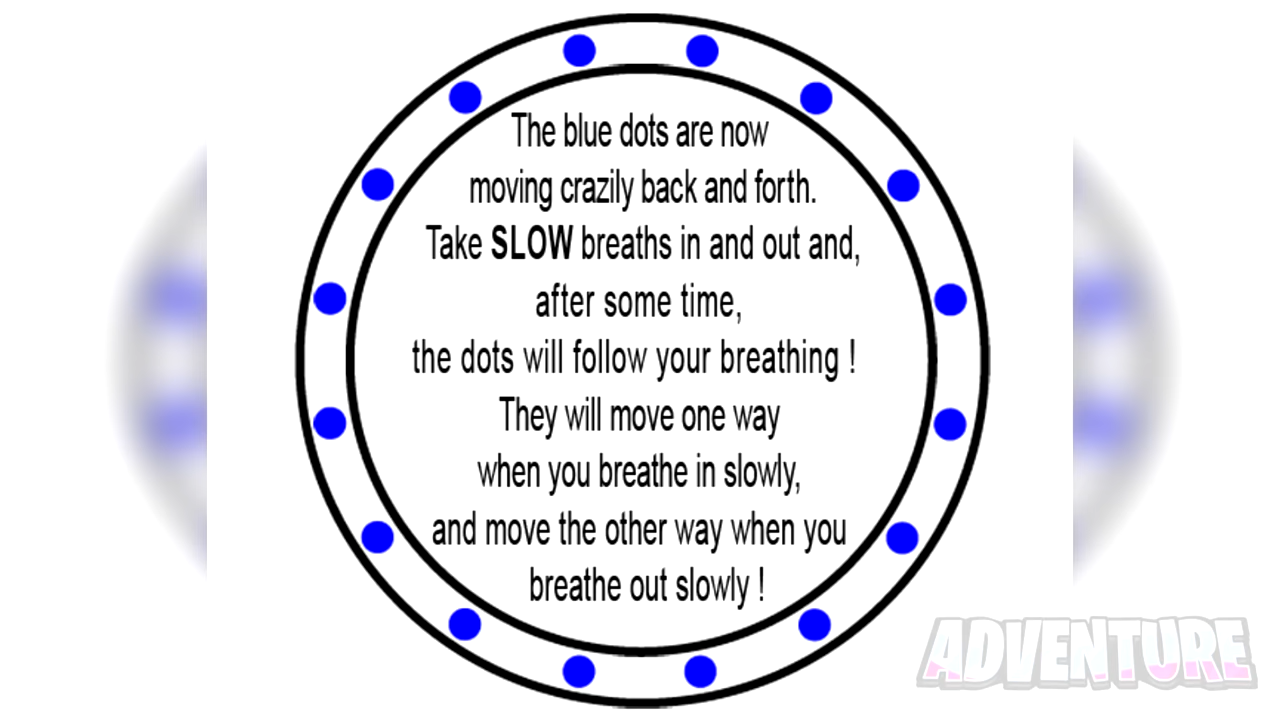 The blue dots are now
moving crazily back and forth.
Take SLOW breaths in and out and,
after some time,
the dots will follow your breathing !
They will move one way
when you breathe in slowly,
and move the other way when you
breathe out slowly !
ADVENTURE